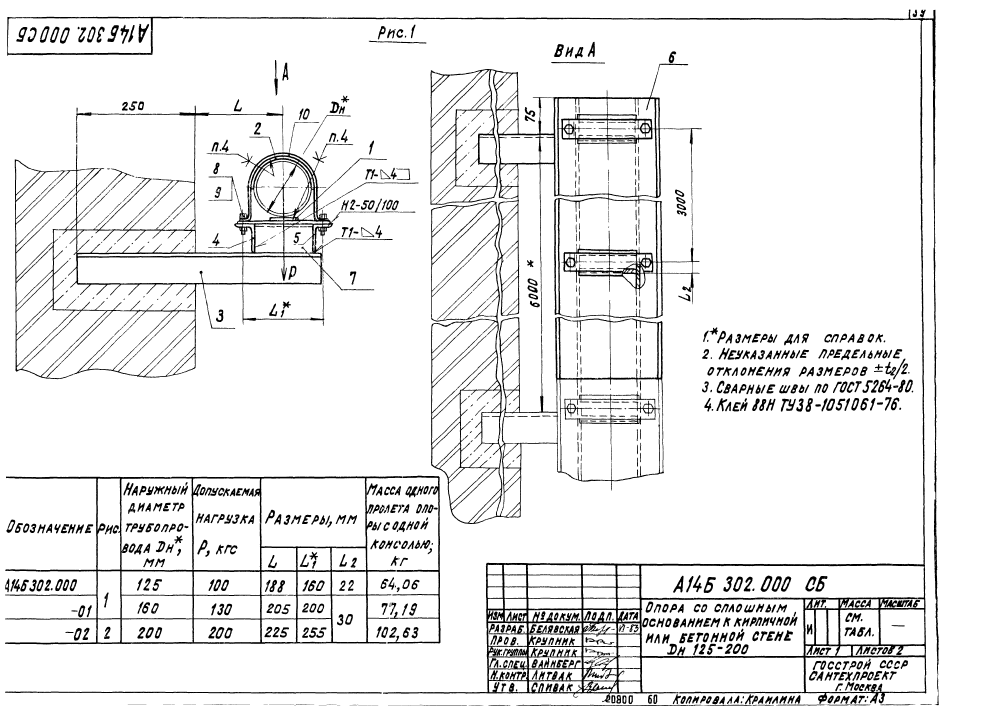 39
А14Б 302.000 СБ
Рис.1
Вид А
А
250
L
Dн*
10
2
п.4
п.4
1
8
9
Т1-⊿4
Н2-50/100
4
5
Т1-⊿4
Р
7
L1*
3
6
75
3000
6000 *
L2
1.* Размеры для справок.
2. Неуказанные предельные
отклонения размеров ±t2/2.
3. Сварные швы по ГОСТ 5264-80.
4. Клей 88Н ТУ38-1051061-76.
Обозначение Рис. Наружный диаметр трубопровода Dн*, мм Допускаемая нагрузка Р, кгс Размеры, мм Масса одного пролета опоры с одной консолью; кг
L L1* L2
А14Б302.000 1 125 100 188 160 22 64,06
-01 160 130 205 200 30 77,19
-02 2 200 200 225 255 102,63
А14Б 302.000 СБ
Опора со сплошным
основанием к кирпичной
или бетонной стене
Dн 125-200
Лит. Масса Масштаб
И см. табл. —
Лист 1 Листов 2
Госстрой СССР
Сантехпроект
г. Москва
Изм Лист № докум. Подп. Дата
Разраб. Белявская 11-83
Пров. Крупник
Рук.группы Крупник
Гл.спец. Вайнберг
Н.контр. Литвак
Утв. Спивак
20800 60 Копировала: Краилина Формат: А3